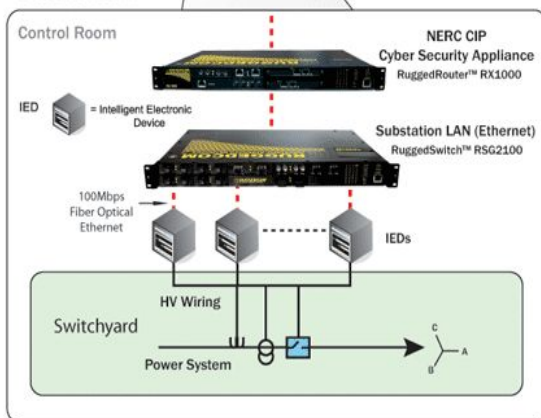 Control Room
NERC CIP
Cyber Security Appliance
RuggedRouter™ RX1000
IED
= Intelligent Electronic
Device
Substation LAN (Ethernet)
RuggedSwitch™ RSG2100
RUGGEDCOM
100Mbps
Fiber Optical
Ethernet
IEDs
HV Wiring
Switchyard
Power System
C
A
B